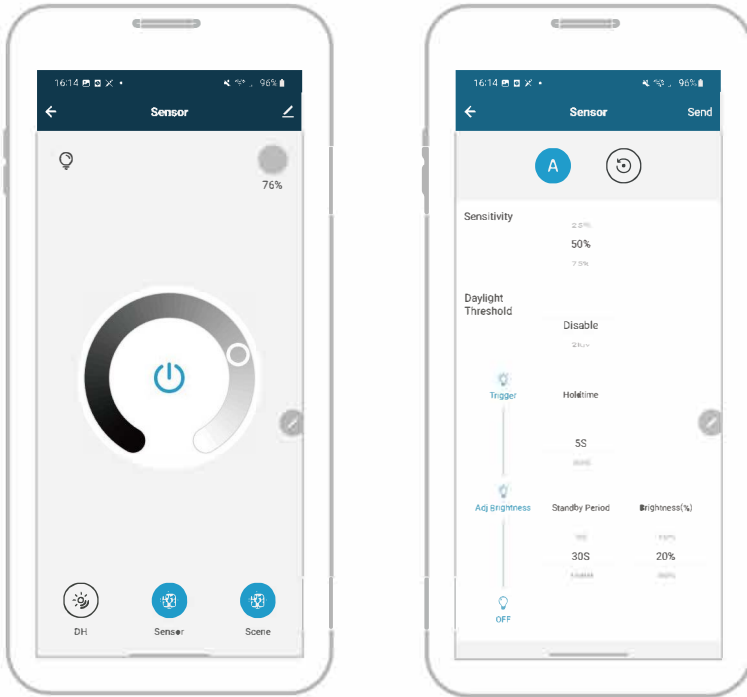 16:14
96%
Sensor
76%
DH
Sensor
Scene
16:14
96%
Sensor
Send
A
Sensitivity
50%
Daylight
Threshold
Disable
Trigger
Holdtime
5S
Adj Brightness
Standby Period
Brightness(%)
30S
20%
OFF